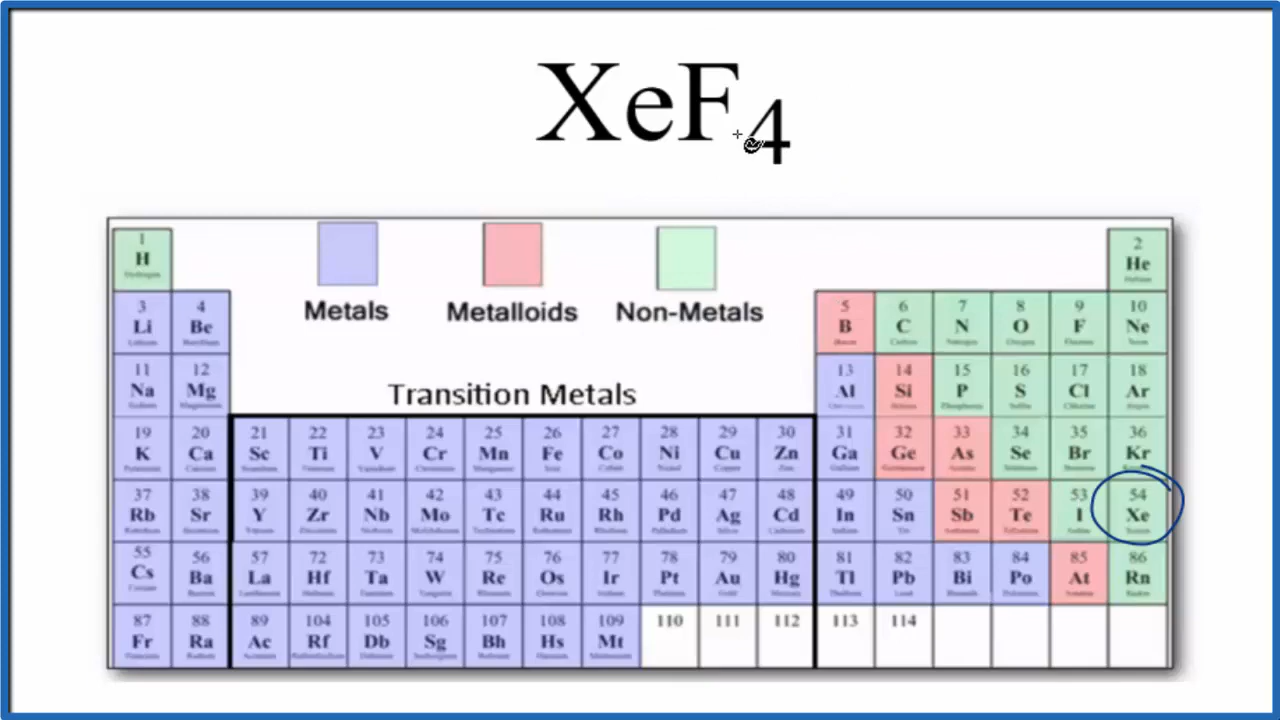 XeF4
1 2
H He
Metals Metalloids Non-Metals
3 4 5 6 7 8 9 10
Li Be B C N O F Ne
11 12 13 14 15 16 17 18
Na Mg Al Si P S Cl Ar
Transition Metals
19 20 21 22 23 24 25 26 27 28 29 30 31 32 33 34 35 36
K Ca Sc Ti V Cr Mn Fe Co Ni Cu Zn Ga Ge As Se Br Kr
37 38 39 40 41 42 43 44 45 46 47 48 49 50 51 52 53 54
Rb Sr Y Zr Nb Mo Tc Ru Rh Pd Ag Cd In Sn Sb Te I Xe
55 56 57 72 73 74 75 76 77 78 79 80 81 82 83 84 85 86
Cs Ba La Hf Ta W Re Os Ir Pt Au Hg Tl Pb Bi Po At Rn
87 88 89 104 105 106 107 108 109 110 111 112 113 114
Fr Ra Ac Rf Db Sg Bh Hs Mt